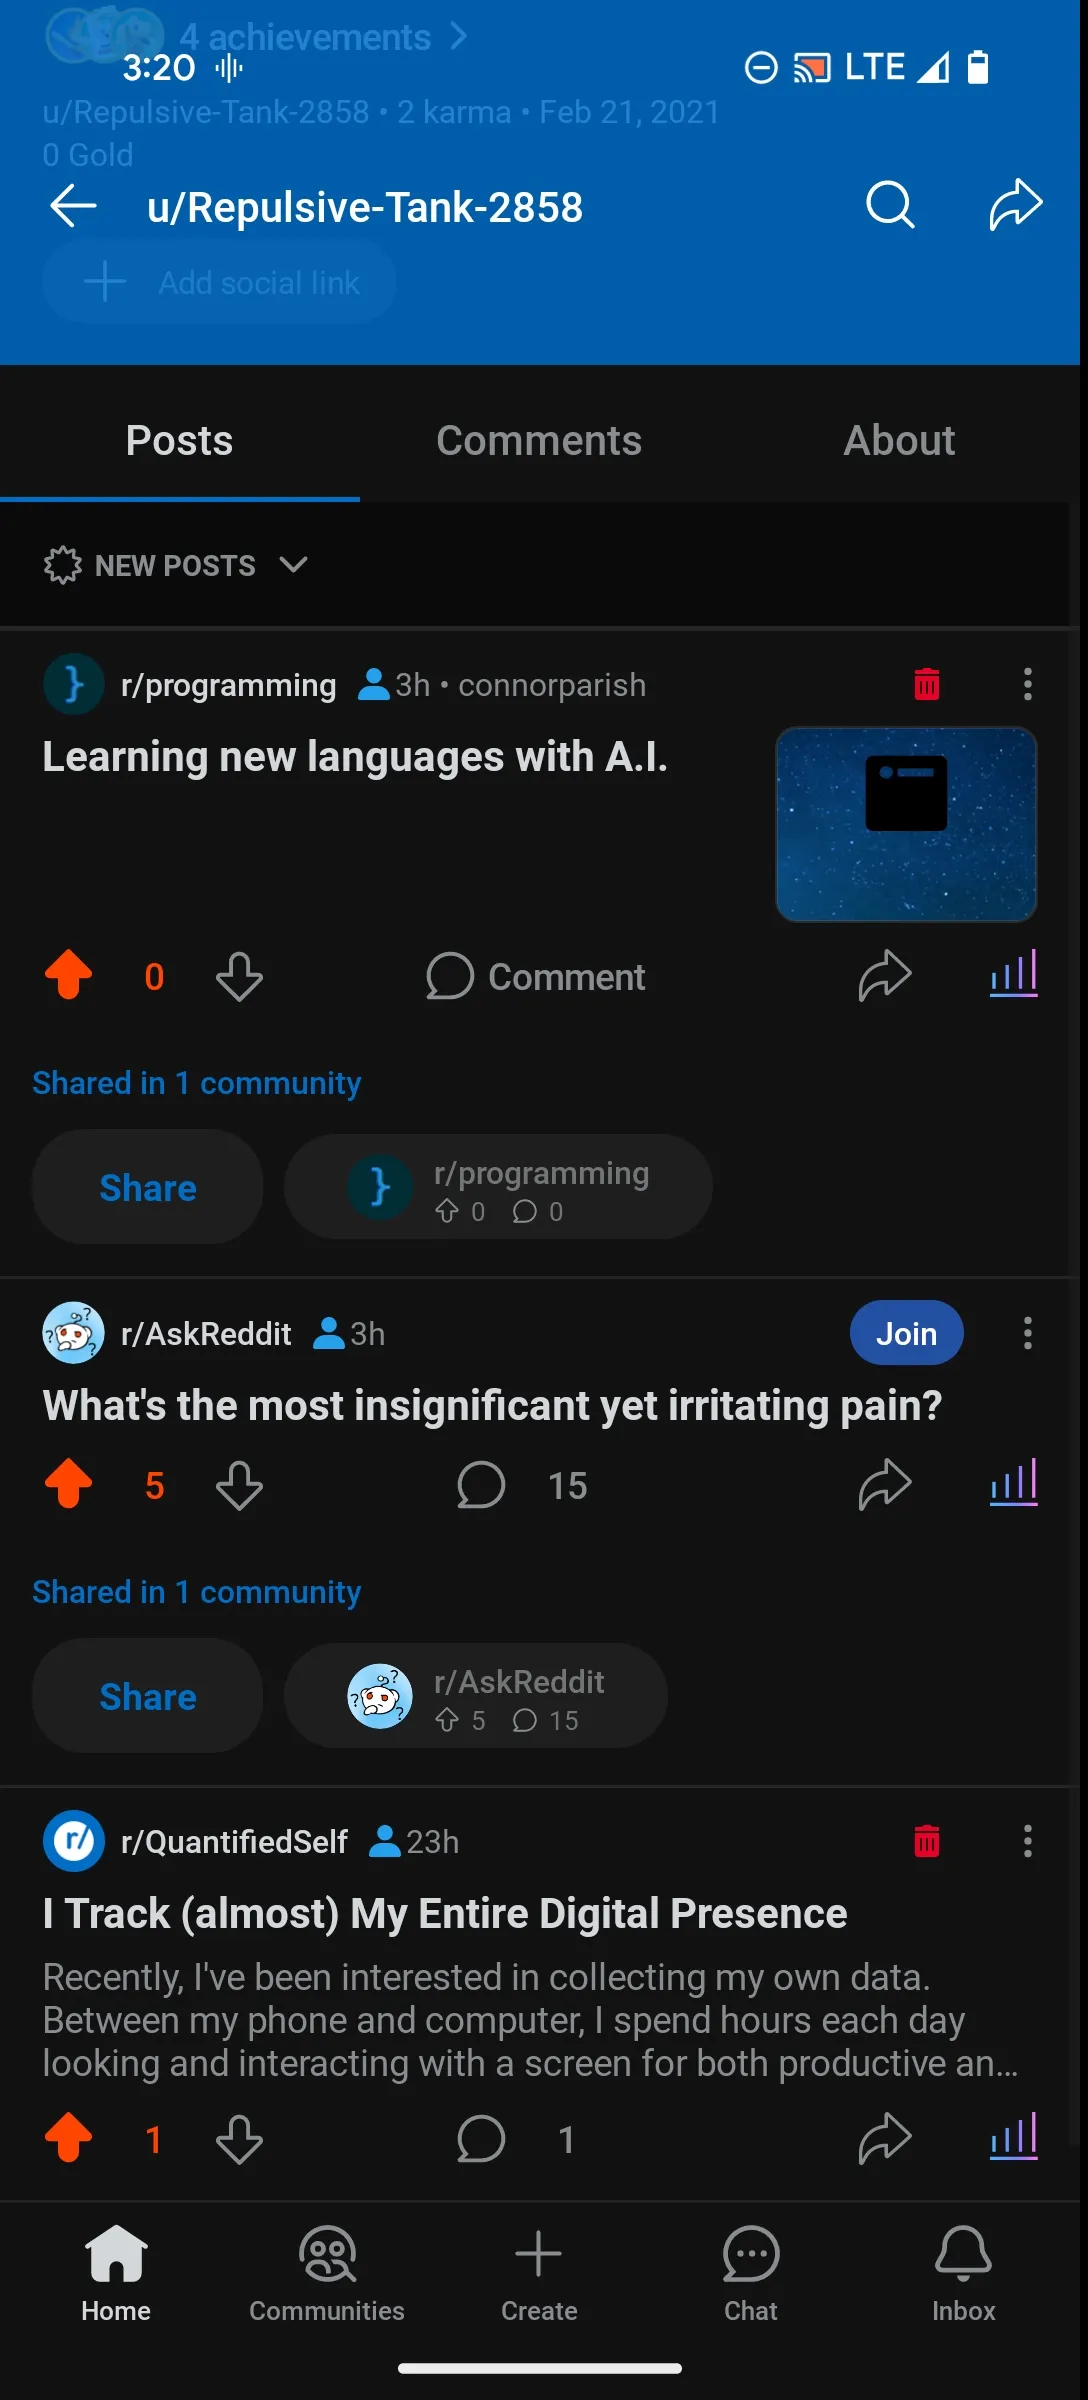 4 achievements
3:20 LTE
u/Repulsive-Tank-2858 • 2 karma • Feb 21, 2021
0 Gold
u/Repulsive-Tank-2858
Add social link
Posts Comments About
NEW POSTS
r/programming 3h • connorparish
Learning new languages with A.I.
0 Comment
Shared in 1 community
Share r/programming
0 0
r/AskReddit 3h Join
What's the most insignificant yet irritating pain?
5 15
Shared in 1 community
Share r/AskReddit
5 15
r/ r/QuantifiedSelf 23h
I Track (almost) My Entire Digital Presence
Recently, I've been interested in collecting my own data.
Between my phone and computer, I spend hours each day
looking and interacting with a screen for both productive an...
1 1
Home Communities Create Chat Inbox